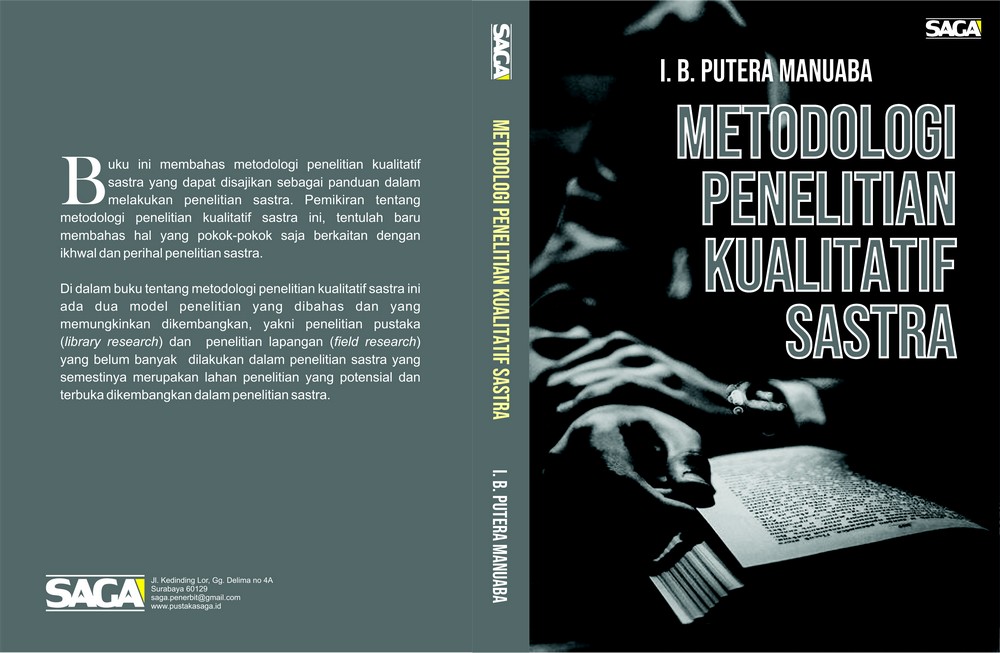 Buku ini membahas metodologi penelitian kualitatif
sastra yang dapat disajikan sebagai panduan dalam
melakukan penelitian sastra. Pemikiran tentang
metodologi penelitian kualitatif sastra ini, tentulah baru
membahas hal yang pokok-pokok saja berkaitan dengan
ikhwal dan perihal penelitian sastra.
Di dalam buku tentang metodologi penelitian kualitatif sastra ini
ada dua model penelitian yang dibahas dan yang
memungkinkan dikembangkan, yakni penelitian pustaka
(library research) dan penelitian lapangan (field research)
yang belum banyak dilakukan dalam penelitian sastra yang
semestinya merupakan lahan penelitian yang potensial dan
terbuka dikembangkan dalam penelitian sastra.
SAGA
Jl. Kedinding Lor, Gg. Delima no 4A
Surabaya 60129
saga.penerbit@gmail.com
www.pustakasaga.id
SAGA
METODOLOGI PENELITIAN KUALITATIF SASTRA
I. B. PUTERA MANUABA
SAGA
I. B. PUTERA MANUABA
METODOLOGI
PENELITIAN
KUALITATIF
SASTRA